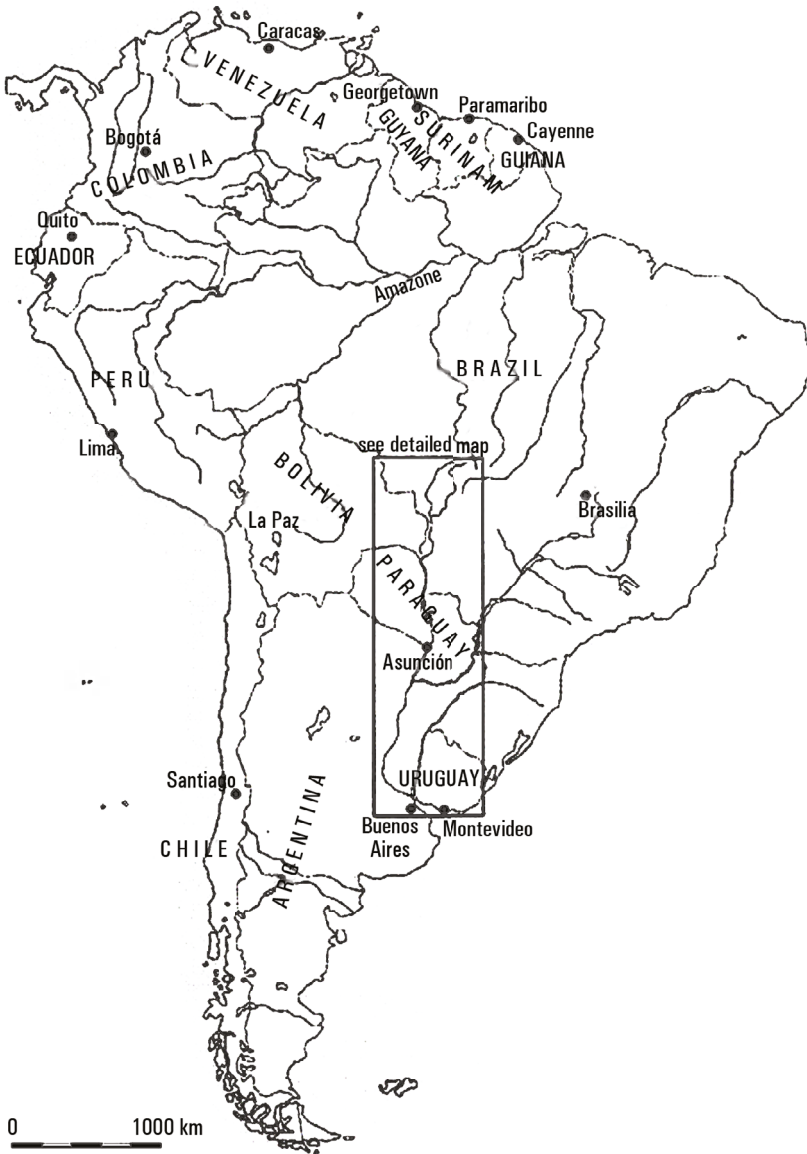 Caracas
VENEZUELA
Georgetown
Paramaribo
GUYANA
SURINAM
Cayenne
GUIANA
Bogotá
COLOMBIA
Quito
ECUADOR
Amazone
PERÚ
BRAZIL
Lima
see detailed map
BOLIVIA
La Paz
Brasilia
PARAGUAY
Asunción
Santiago
URUGUAY
Buenos
Aires
Montevideo
CHILE
ARGENTINA
0 1000 km